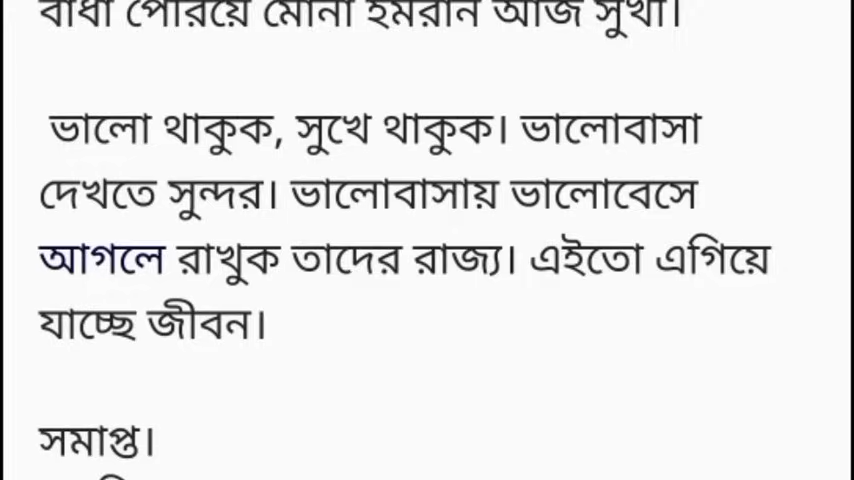 বাধা পেরিয়ে মোনা ইমরান আজ সুখী।
ভালো থাকুক, সুখে থাকুক। ভালোবাসা
দেখতে সুন্দর। ভালোবাসায় ভালোবেসে
আগলে রাখুক তাদের রাজ্য। এইতো এগিয়ে
যাচ্ছে জীবন।
সমাপ্ত।